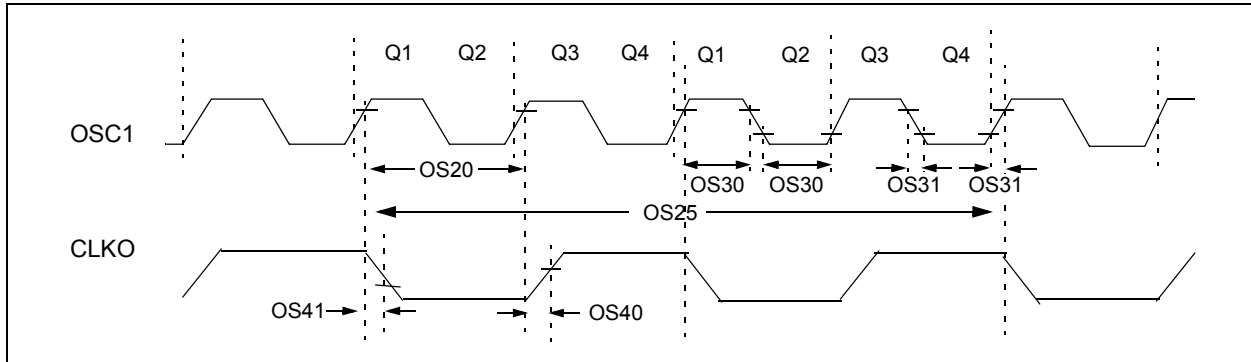 Q1 Q2 Q3 Q4 Q1 Q2 Q3 Q4
OSC1
OS20
OS30 OS30 OS31 OS31
OS25
CLKO
OS41 OS40